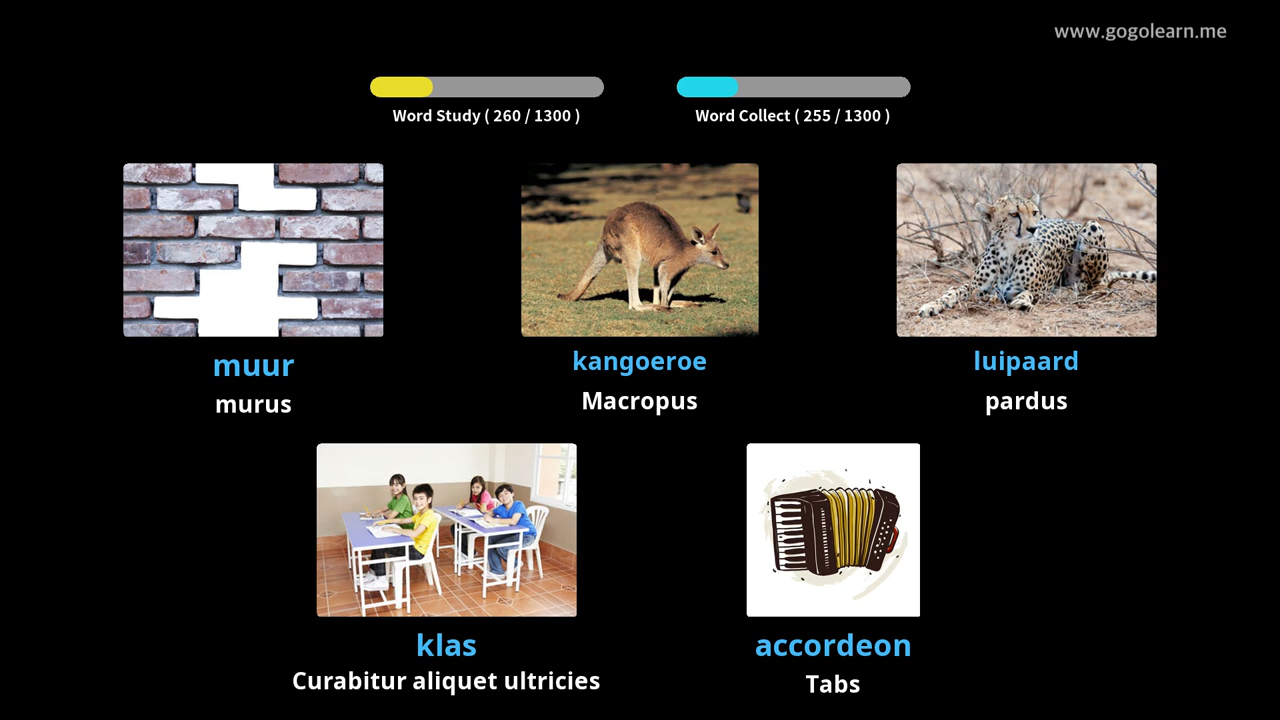 www.gogolearn.me
Word Study ( 260 / 1300 )
Word Collect ( 255 / 1300 )
muur
murus
kangoeroe
Macropus
luipaard
pardus
klas
Curabitur aliquet ultricies
accordeon
Tabs